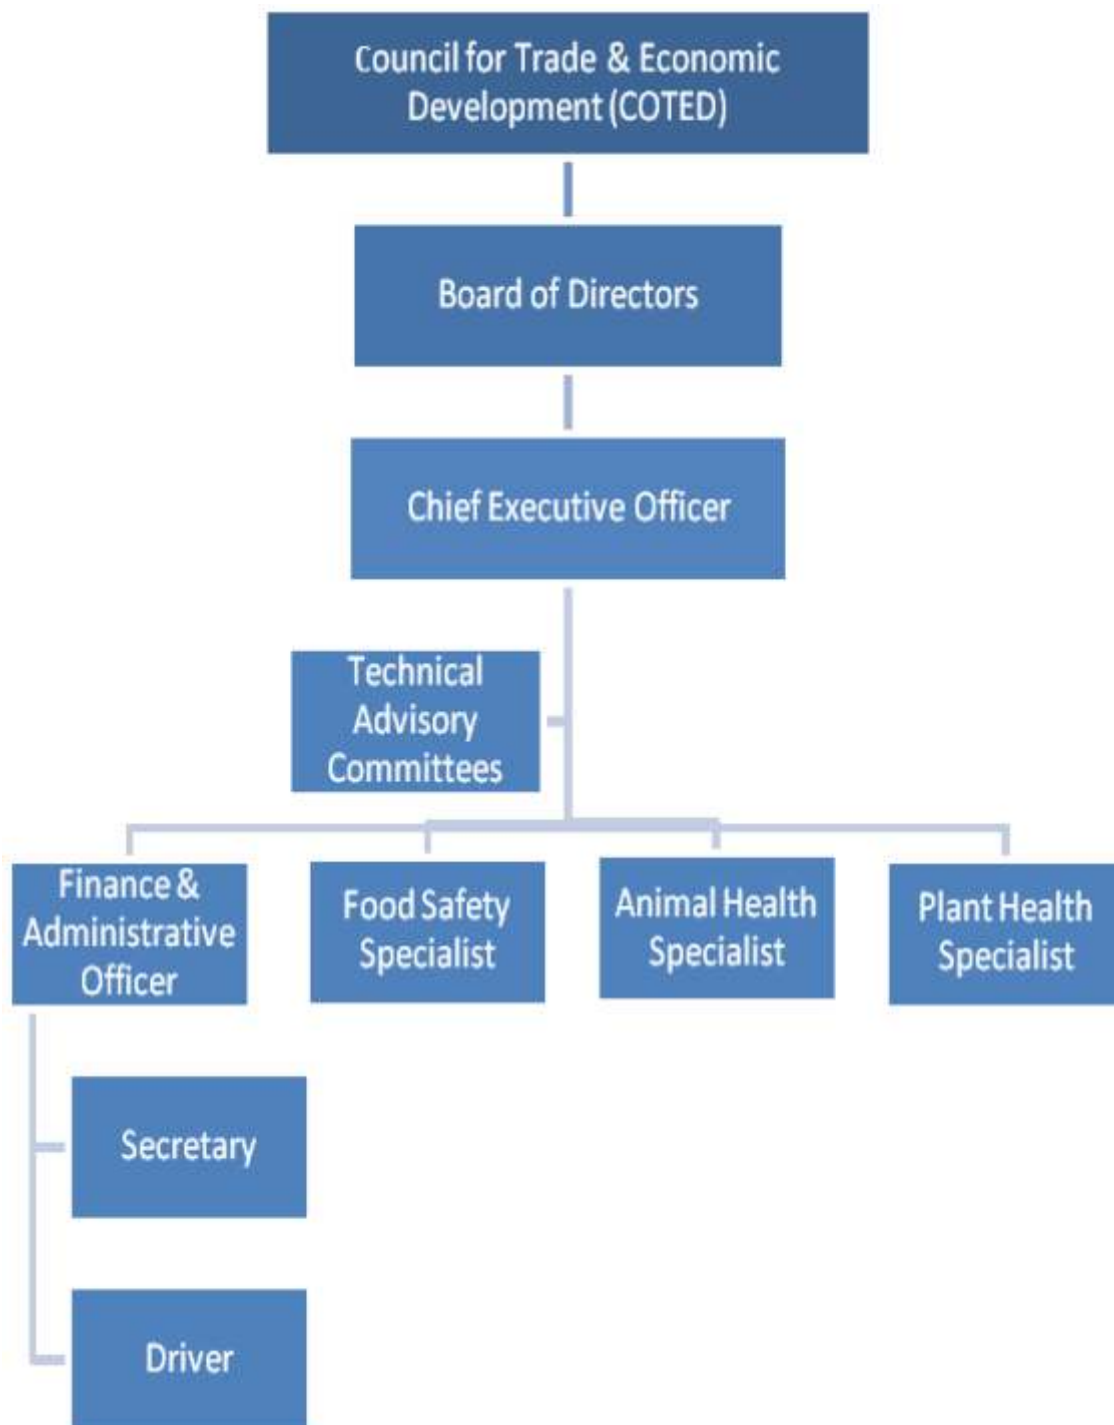 Council for Trade & Economic
Development (COTED)
Board of Directors
Chief Executive Officer
Technical
Advisory
Committees
Finance &
Administrative
Officer
Food Safety
Specialist
Animal Health
Specialist
Plant Health
Specialist
Secretary
Driver